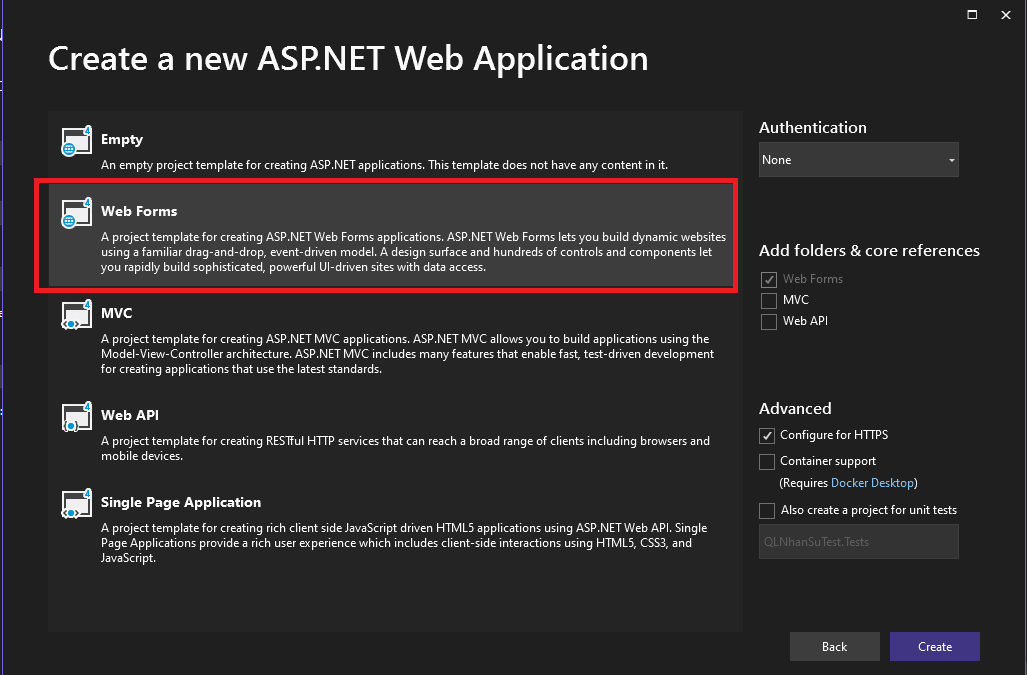 Create a new ASP.NET Web Application
Empty
An empty project template for creating ASP.NET applications. This template does not have any content in it.
Web Forms
A project template for creating ASP.NET Web Forms applications. ASP.NET Web Forms lets you build dynamic websites
using a familiar drag-and-drop, event-driven model. A design surface and hundreds of controls and components let
you rapidly build sophisticated, powerful UI-driven sites with data access.
MVC
A project template for creating ASP.NET MVC applications. ASP.NET MVC allows you to build applications using the
Model-View-Controller architecture. ASP.NET MVC includes many features that enable fast, test-driven development
for creating applications that use the latest standards.
Web API
A project template for creating RESTful HTTP services that can reach a broad range of clients including browsers and
mobile devices.
Single Page Application
A project template for creating rich client side JavaScript driven HTML5 applications using ASP.NET Web API. Single
Page Applications provide a rich user experience which includes client-side interactions using HTML5, CSS3, and
JavaScript.
Authentication
None
Add folders & core references
Web Forms
MVC
Web API
Advanced
Configure for HTTPS
Container support
(Requires Docker Desktop)
Also create a project for unit tests
QLNhanSuTest.Tests
Back
Create